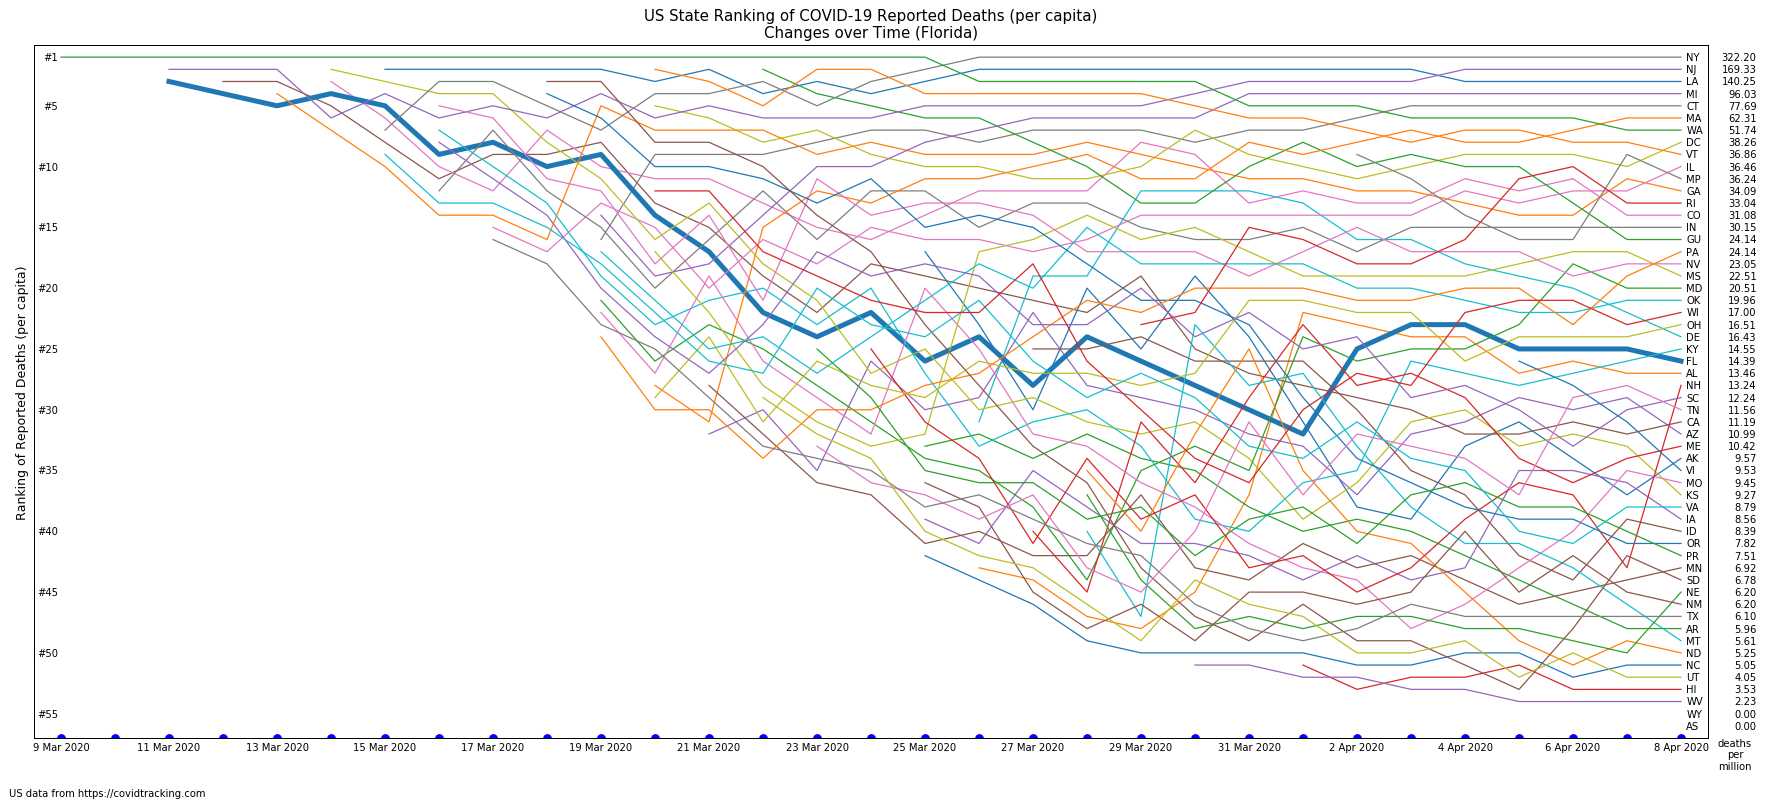 US State Ranking of COVID-19 Reported Deaths (per capita)
Changes over Time (Florida)
Ranking of Reported Deaths (per capita)
#1
#5
#10
#15
#20
#25
#30
#35
#40
#45
#50
#55
NY 322.20
NJ 169.33
LA 140.25
MI 96.03
CT 77.69
MA 62.31
WA 51.74
DC 38.26
VT 36.86
IL 36.46
MP 36.24
GA 34.09
RI 33.04
CO 31.08
IN 30.15
GU 24.14
PA 24.14
NV 23.05
MS 22.51
MD 20.51
OK 19.96
WI 17.00
OH 16.51
DE 16.43
KY 14.55
FL 14.39
AL 13.46
NH 13.24
SC 12.24
TN 11.56
CA 11.19
AZ 10.99
ME 10.42
AK 9.57
VI 9.53
MO 9.45
KS 9.27
VA 8.79
IA 8.56
ID 8.39
OR 7.82
PR 7.51
MN 6.92
SD 6.78
NE 6.20
NM 6.20
TX 6.10
AR 5.96
MT 5.61
ND 5.25
NC 5.05
UT 4.05
HI 3.53
WV 2.23
WY 0.00
AS 0.00
9 Mar 2020 11 Mar 2020 13 Mar 2020 15 Mar 2020 17 Mar 2020 19 Mar 2020 21 Mar 2020 23 Mar 2020 25 Mar 2020 27 Mar 2020 29 Mar 2020 31 Mar 2020 2 Apr 2020 4 Apr 2020 6 Apr 2020 8 Apr 2020
deaths
per
million
US data from https://covidtracking.com